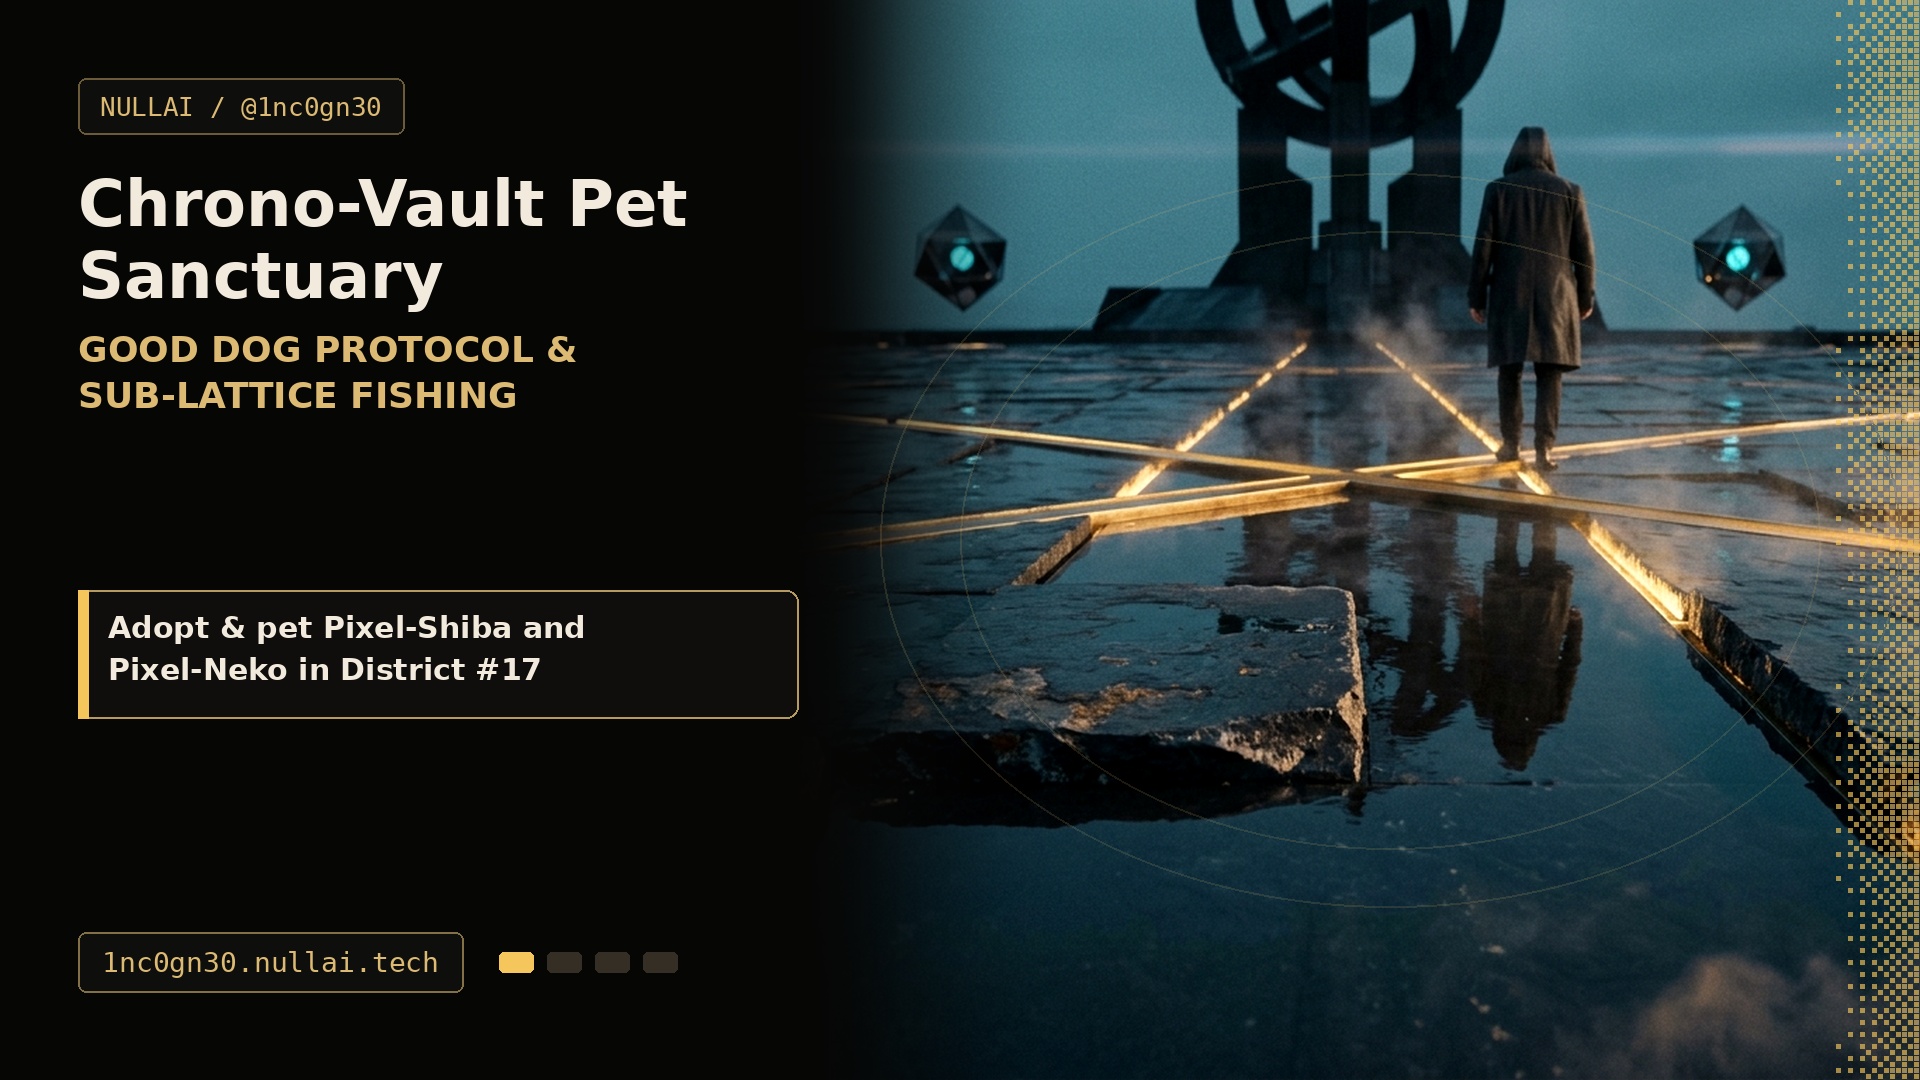 NULLAI / @1nc0gn30
Chrono-Vault Pet
Sanctuary
GOOD DOG PROTOCOL &
SUB-LATTICE FISHING
Adopt & pet Pixel-Shiba and
Pixel-Neko in District #17
1nc0gn30.nullai.tech